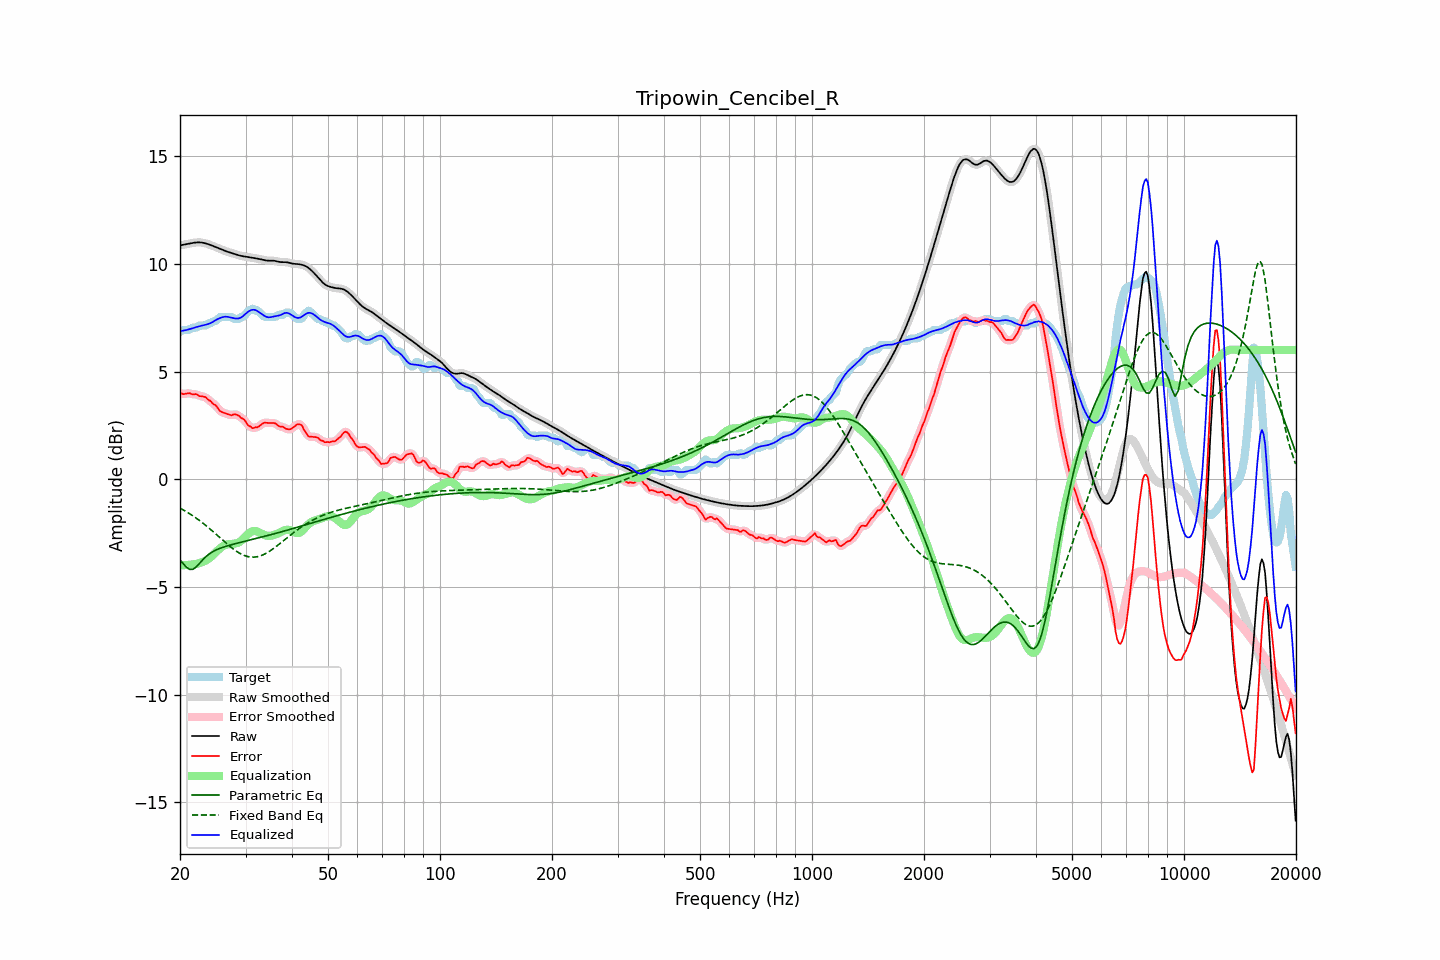 Tripowin_Cencibel_R
Amplitude (dBr)
15
10
5
0
−5
−10
−15
Target
Raw Smoothed
Error Smoothed
Raw
Error
Equalization
Parametric Eq
Fixed Band Eq
Equalized
20 50 100 200 500 1000 2000 5000 10000 20000
Frequency (Hz)